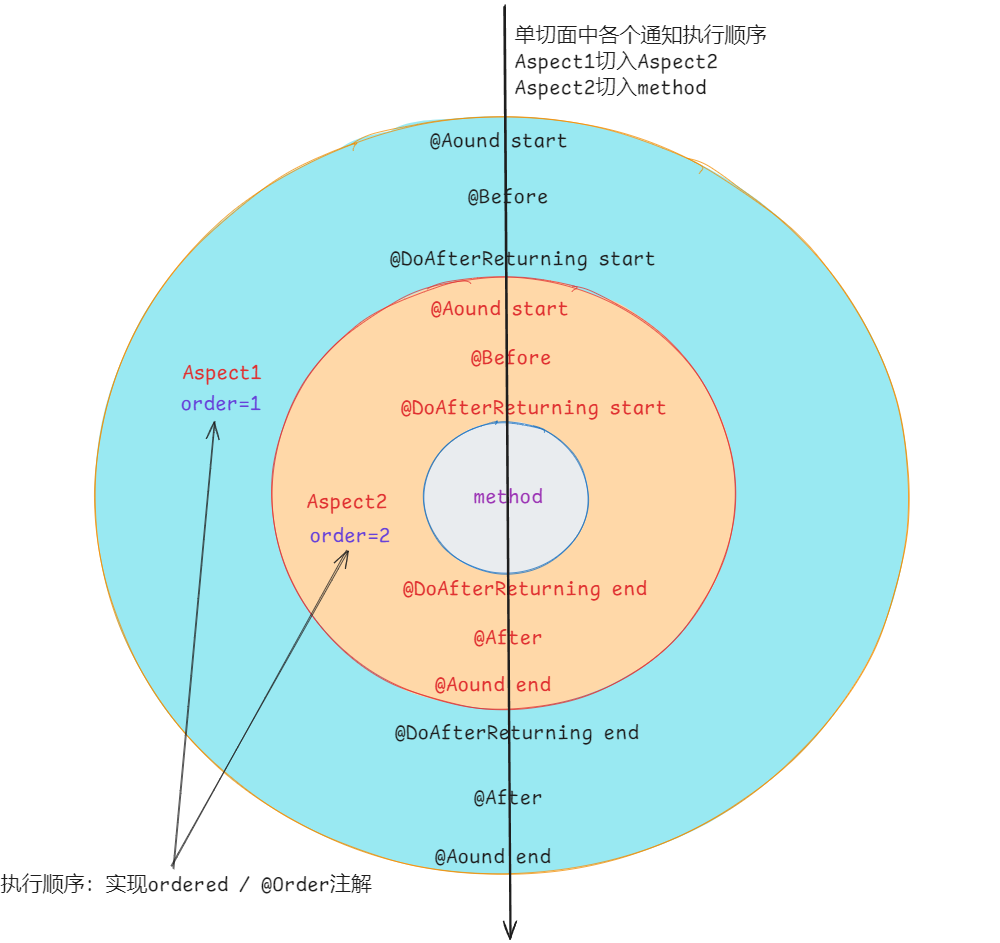 单切面中各个通知执行顺序
Aspect1切入Aspect2
Aspect2切入method
@Aound start
@Before
@DoAfterReturning start
@Aound start
@Before
Aspect1
order=1
@DoAfterReturning start
method
Aspect2
order=2
@DoAfterReturning end
@After
@Aound end
@DoAfterReturning end
@After
@Aound end
执行顺序：实现ordered / @Order注解